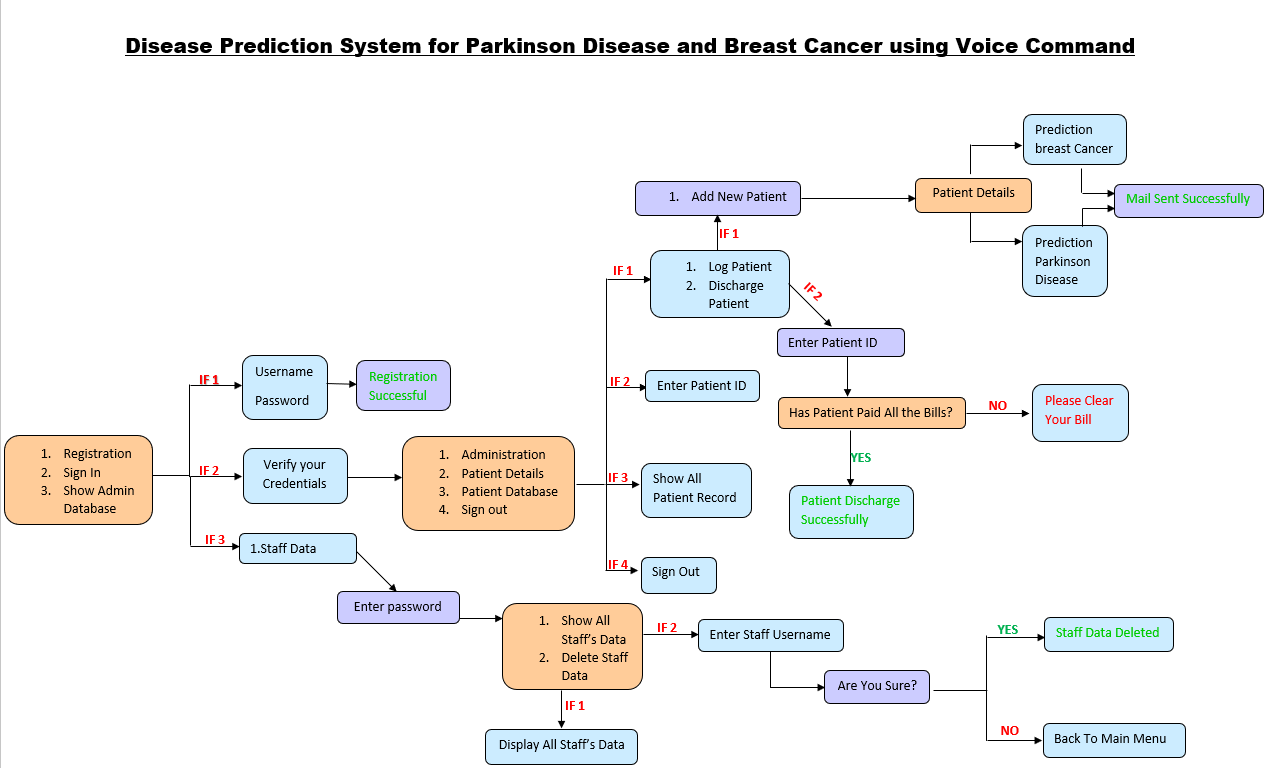 Disease Prediction System for Parkinson Disease and Breast Cancer using Voice Command
Prediction
breast Cancer
1. Add New Patient
Patient Details
Mail Sent Successfully
IF 1
Prediction
Parkinson
Disease
IF 1
1. Log Patient
2. Discharge
Patient
IF 2
Enter Patient ID
IF 2
Enter Patient ID
Has Patient Paid All the Bills?
NO
Please Clear
Your Bill
YES
Patient Discharge
Successfully
IF 1
Username
Password
Registration
Successful
1. Registration
2. Sign In
3. Show Admin
Database
IF 2
Verify your
Credentials
1. Administration
2. Patient Details
3. Patient Database
4. Sign out
IF 3
Show All
Patient Record
IF 4
Sign Out
IF 3
1.Staff Data
Enter password
1. Show All
Staff’s Data
2. Delete Staff
Data
IF 2
Enter Staff Username
Are You Sure?
YES
Staff Data Deleted
NO
Back To Main Menu
IF 1
Display All Staff’s Data